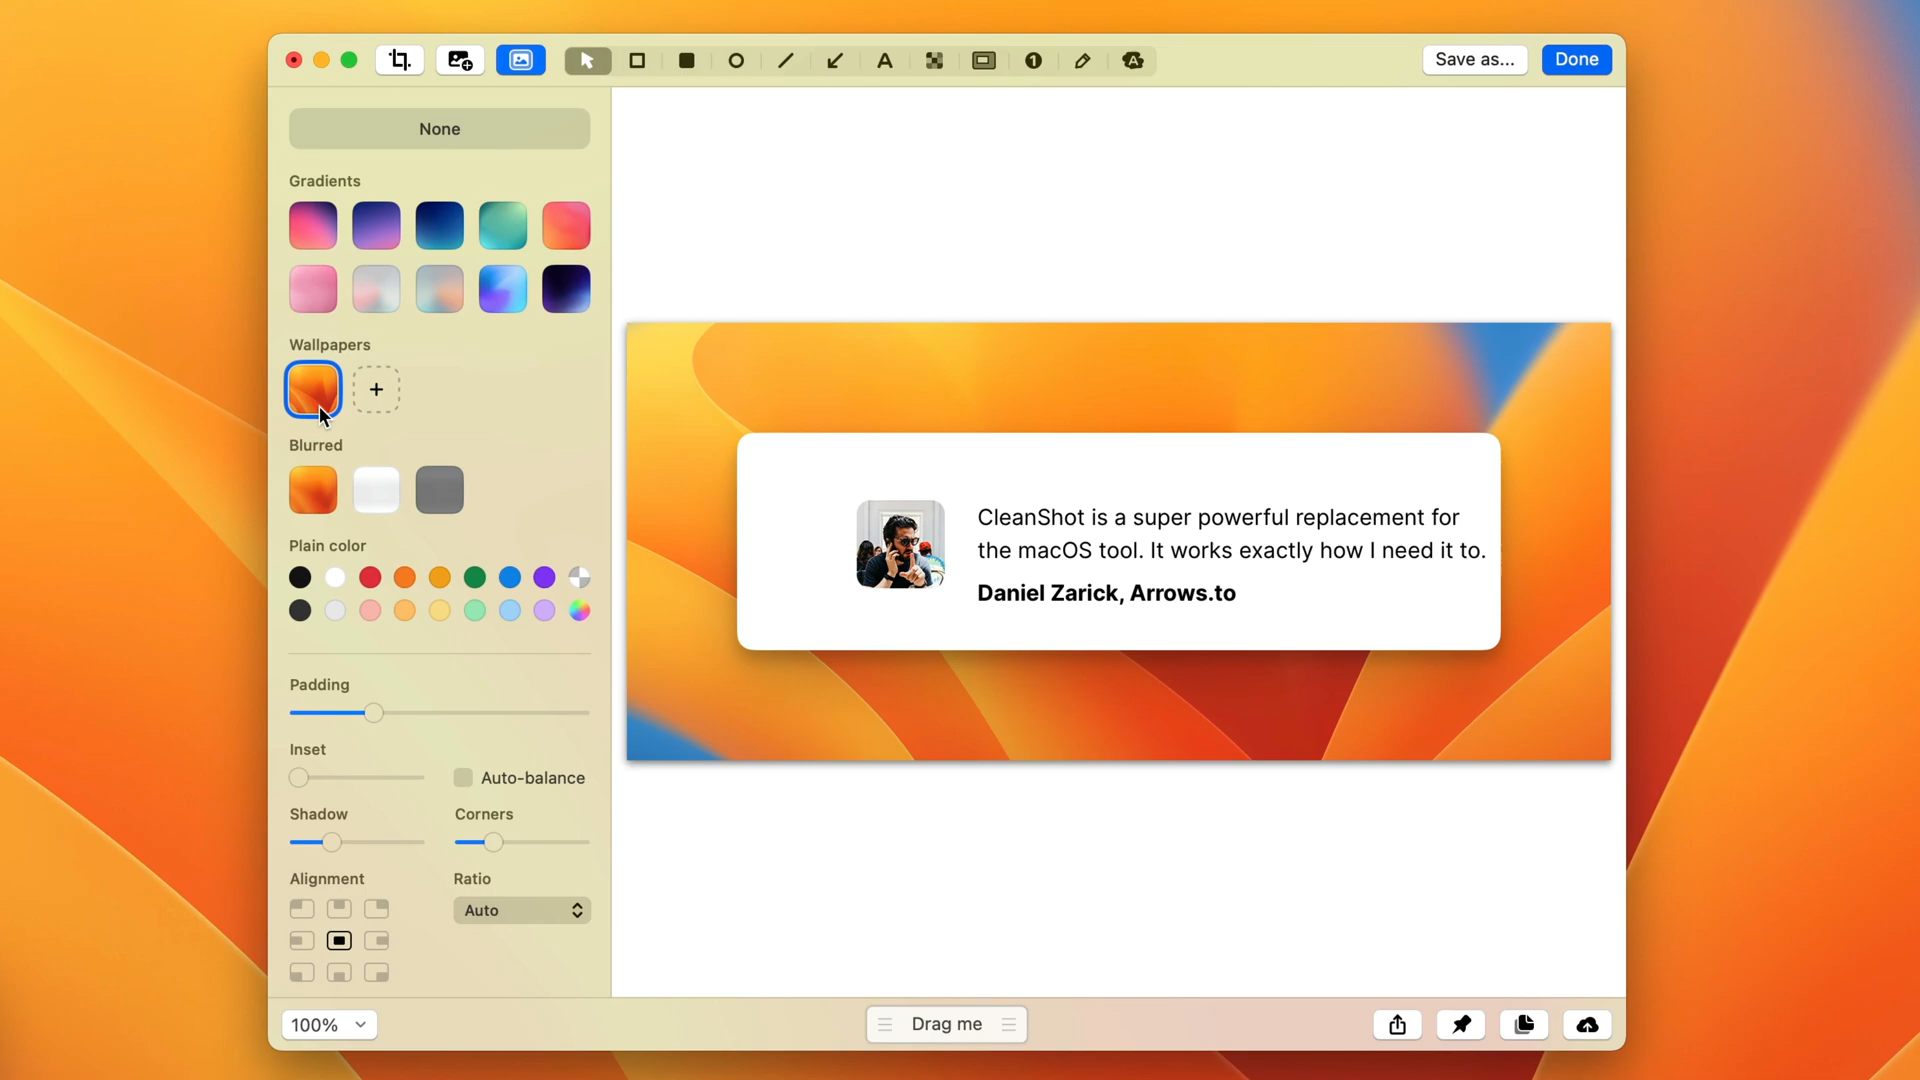 Save as...
Done
None
Gradients
Wallpapers
Blurred
Plain color
Padding
Inset
Auto-balance
Shadow
Corners
Alignment
Ratio
Auto
CleanShot is a super powerful replacement for
the macOS tool. It works exactly how I need it to.
Daniel Zarick, Arrows.to
100%
Drag me